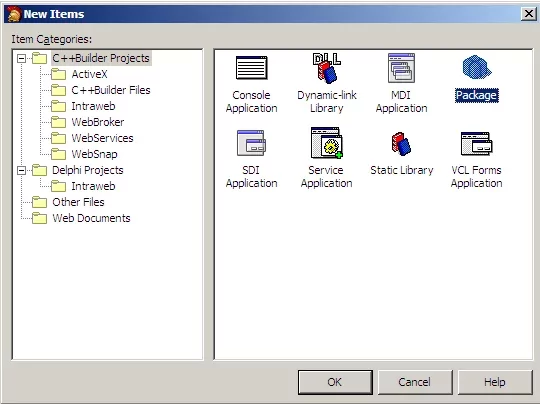 New Items
Item Categories:
C++Builder Projects
ActiveX
C++Builder Files
Intraweb
WebBroker
WebServices
WebSnap
Delphi Projects
Intraweb
Other Files
Web Documents
DLL
Console
Application
Dynamic-link
Library
MDI
Application
Package
SDI
Application
Service
Application
Static Library
VCL Forms
Application
OK
Cancel
Help